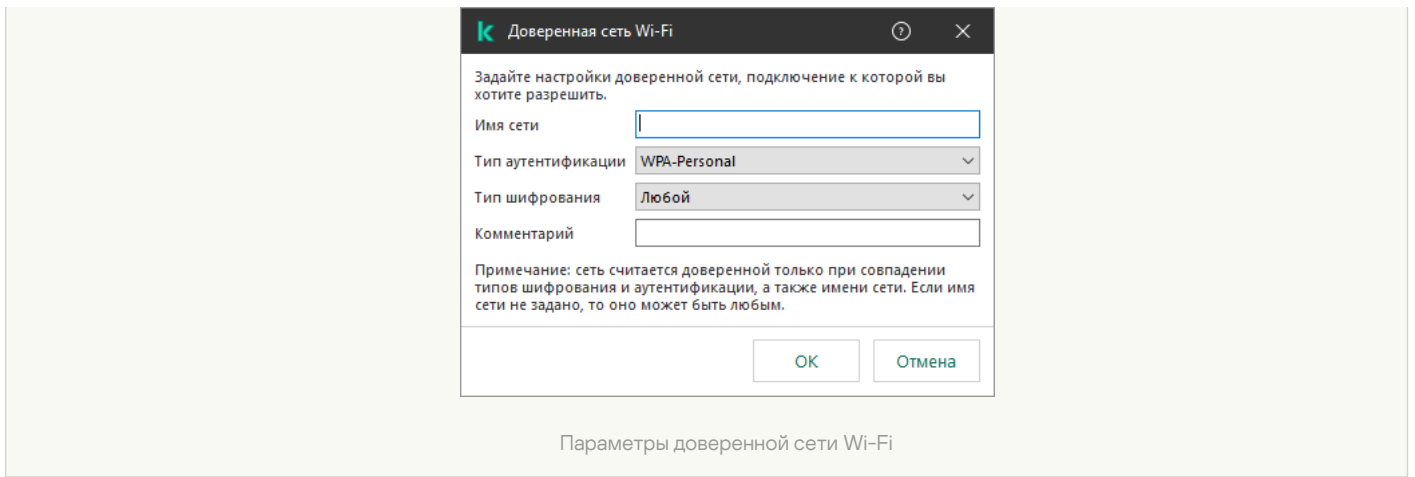 Доверенная сеть Wi-Fi
Задайте настройки доверенной сети, подключение к которой вы
хотите разрешить.
Имя сети
Тип аутентификации WPA-Personal
Тип шифрования Любой
Комментарий
Примечание: сеть считается доверенной только при совпадении
типов шифрования и аутентификации, а также имени сети. Если имя
сети не задано, то оно может быть любым.
ОК Отмена
Параметры доверенной сети Wi-Fi